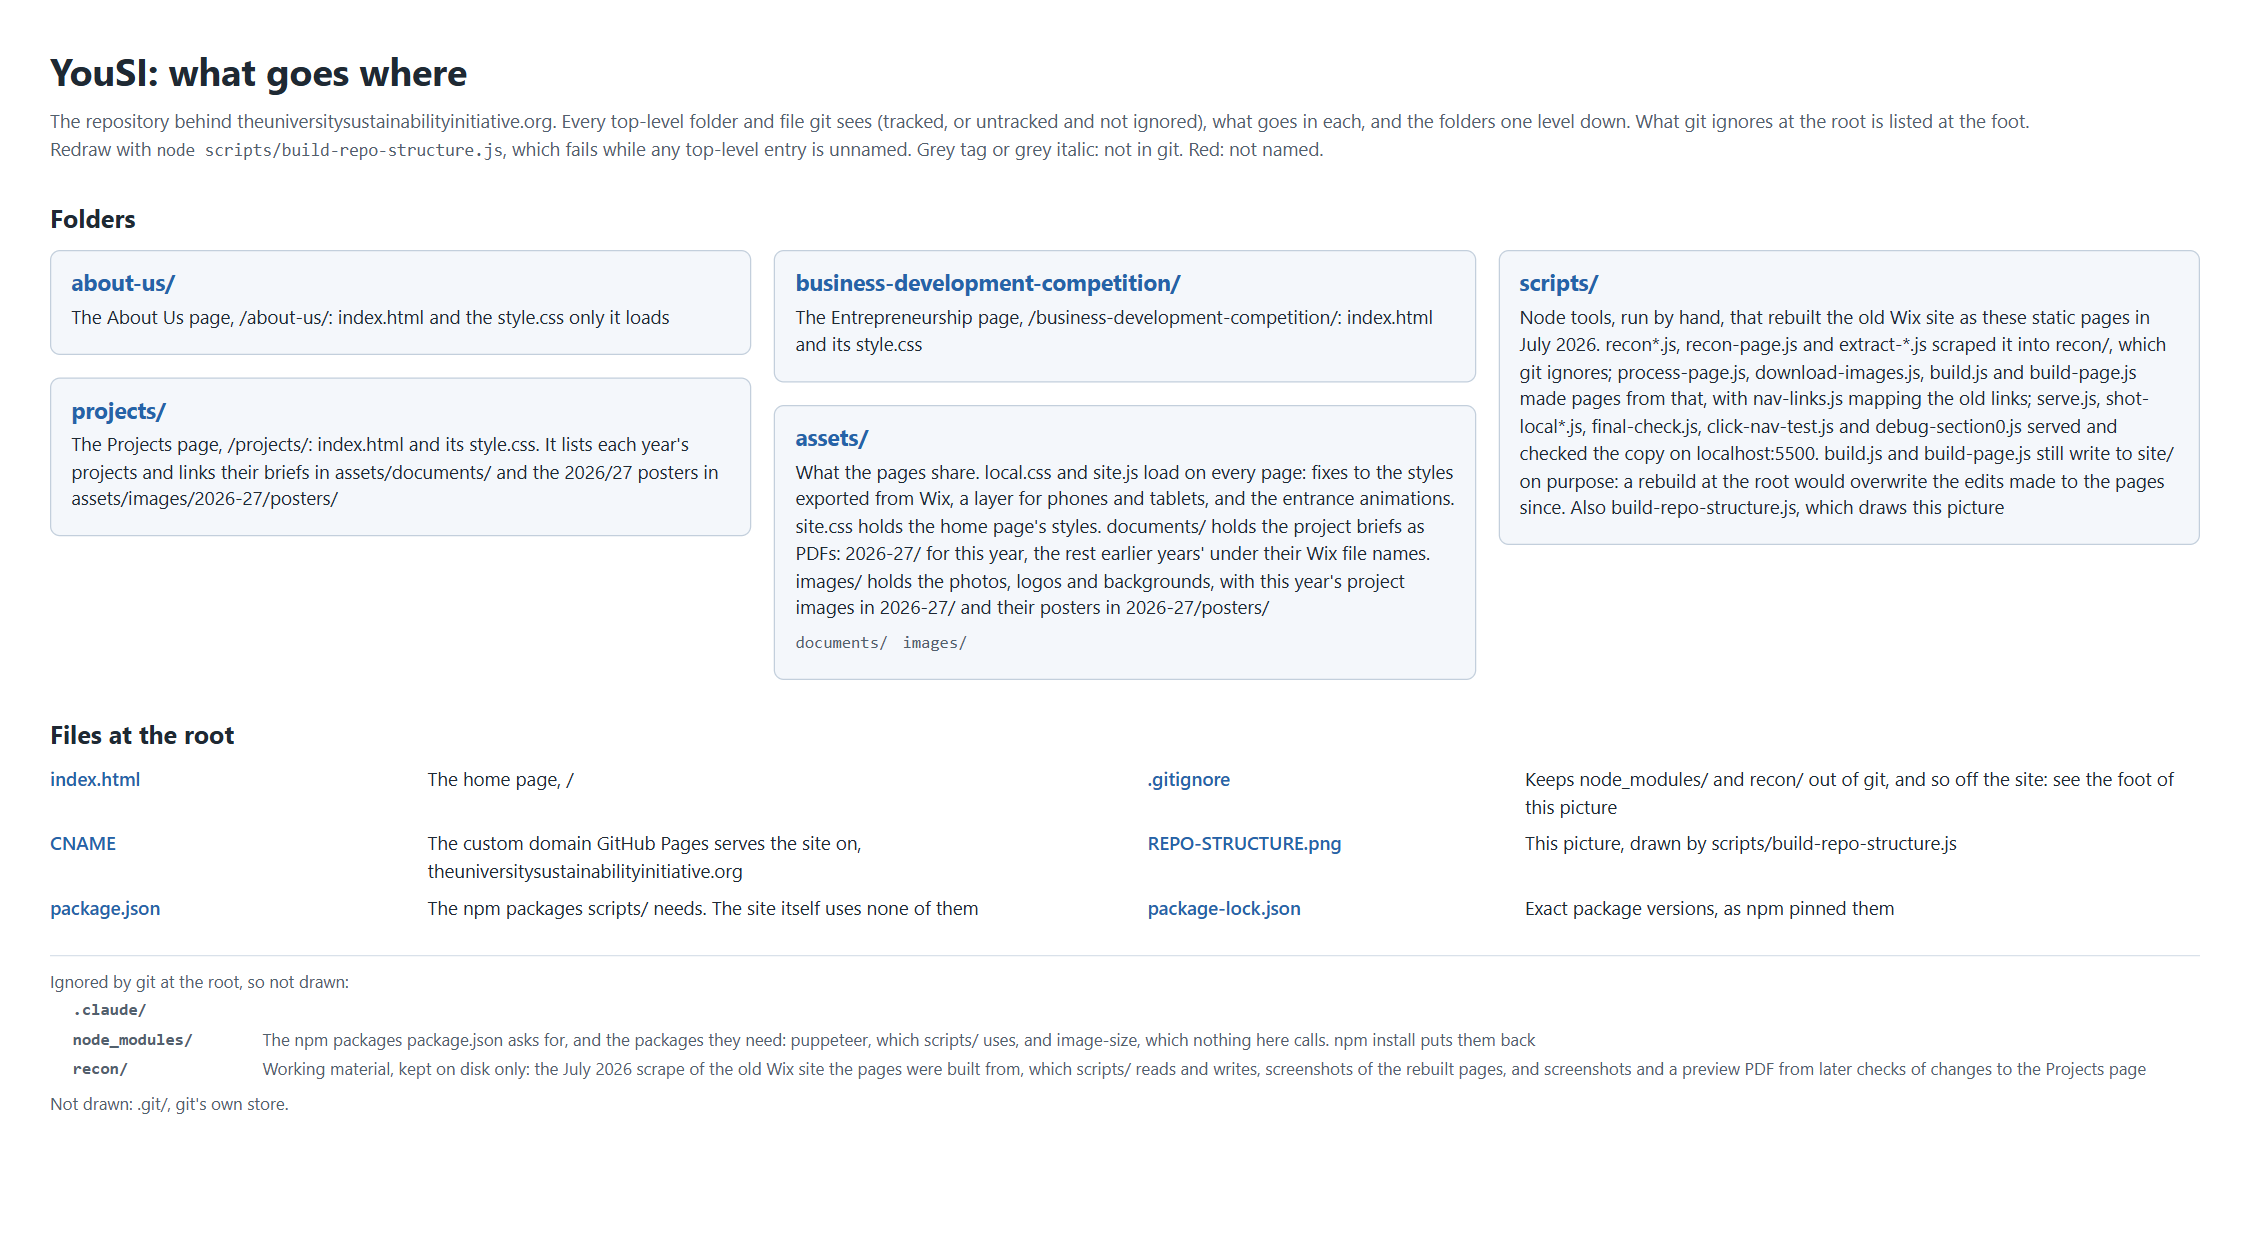 YouSI: what goes where
The repository behind theuniversitysustainabilityinitiative.org. Every top-level folder and file git sees (tracked, or untracked and not ignored), what goes in each, and the folders one level down. What git ignores at the root is listed at the foot.
Redraw with node scripts/build-repo-structure.js, which fails while any top-level entry is unnamed. Grey tag or grey italic: not in git. Red: not named.
Folders
about-us/
The About Us page, /about-us/: index.html and the style.css only it loads
projects/
The Projects page, /projects/: index.html and its style.css. It lists each year's
projects and links their briefs in assets/documents/ and the 2026/27 posters in
assets/images/2026-27/posters/
business-development-competition/
The Entrepreneurship page, /business-development-competition/: index.html
and its style.css
assets/
What the pages share. local.css and site.js load on every page: fixes to the styles
exported from Wix, a layer for phones and tablets, and the entrance animations.
site.css holds the home page's styles. documents/ holds the project briefs as
PDFs: 2026-27/ for this year, the rest earlier years' under their Wix file names.
images/ holds the photos, logos and backgrounds, with this year's project
images in 2026-27/ and their posters in 2026-27/posters/
documents/ images/
scripts/
Node tools, run by hand, that rebuilt the old Wix site as these static pages in
July 2026. recon*.js, recon-page.js and extract-*.js scraped it into recon/, which
git ignores; process-page.js, download-images.js, build.js and build-page.js
made pages from that, with nav-links.js mapping the old links; serve.js, shot-
local*.js, final-check.js, click-nav-test.js and debug-section0.js served and
checked the copy on localhost:5500. build.js and build-page.js still write to site/
on purpose: a rebuild at the root would overwrite the edits made to the pages
since. Also build-repo-structure.js, which draws this picture
Files at the root
index.html The home page, /
.gitignore Keeps node_modules/ and recon/ out of git, and so off the site: see the foot of
this picture
CNAME The custom domain GitHub Pages serves the site on,
theuniversitysustainabilityinitiative.org
REPO-STRUCTURE.png This picture, drawn by scripts/build-repo-structure.js
package.json The npm packages scripts/ needs. The site itself uses none of them
package-lock.json Exact package versions, as npm pinned them
Ignored by git at the root, so not drawn:
.claude/
node_modules/ The npm packages package.json asks for, and the packages they need: puppeteer, which scripts/ uses, and image-size, which nothing here calls. npm install puts them back
recon/ Working material, kept on disk only: the July 2026 scrape of the old Wix site the pages were built from, which scripts/ reads and writes, screenshots of the rebuilt pages, and screenshots and a preview PDF from later checks of changes to the Projects page
Not drawn: .git/, git's own store.